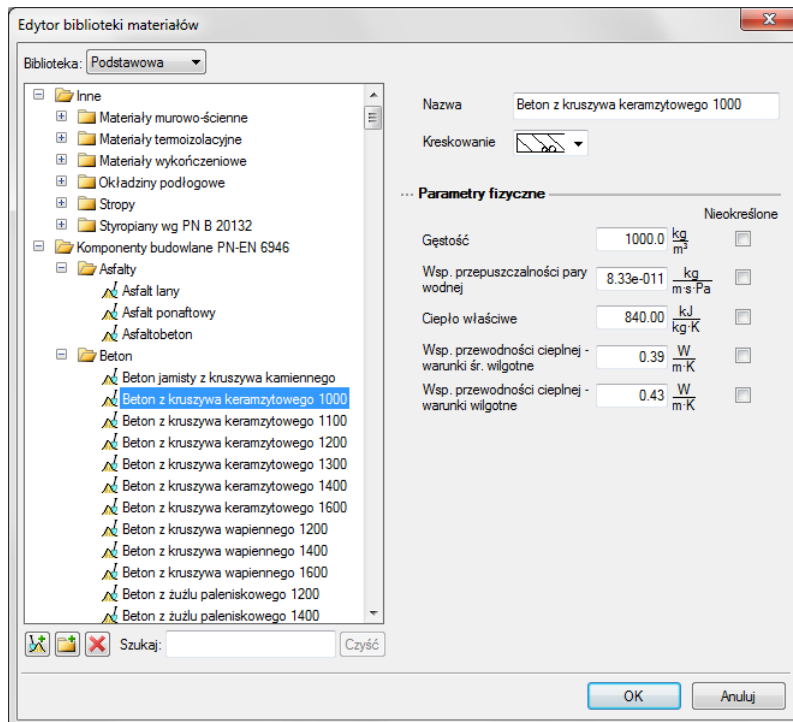 Edytor biblioteki materiałów
Biblioteka: Podstawowa
Inne
Materiały murowo-ścienne
Materiały termoizolacyjne
Materiały wykończeniowe
Okładziny podłogowe
Stropy
Styropiany wg PN B 20132
Komponenty budowlane PN-EN 6946
Asfalty
Asfalt lany
Asfalt ponaftowy
Asfaltobeton
Beton
Beton jamisty z kruszywa kamiennego
Beton z kruszywa keramzytowego 1000
Beton z kruszywa keramzytowego 1100
Beton z kruszywa keramzytowego 1200
Beton z kruszywa keramzytowego 1300
Beton z kruszywa keramzytowego 1400
Beton z kruszywa keramzytowego 1600
Beton z kruszywa wapiennego 1200
Beton z kruszywa wapiennego 1400
Beton z kruszywa wapiennego 1600
Beton z żużlu paleniskowego 1200
Beton z żużlu paleniskowego 1400
Szukaj: Czyść
Nazwa Beton z kruszywa keramzytowego 1000
Kreskowanie
Parametry fizyczne
Nieokreślone
Gęstość 1000.0 kg/m³
Wsp. przepuszczalności pary
wodnej 8.33e-011 kg/m·s·Pa
Ciepło właściwe 840.00 kJ/kg·K
Wsp. przewodności cieplnej -
warunki śr. wilgotne 0.39 W/m·K
Wsp. przewodności cieplnej -
warunki wilgotne 0.43 W/m·K
OK Anuluj